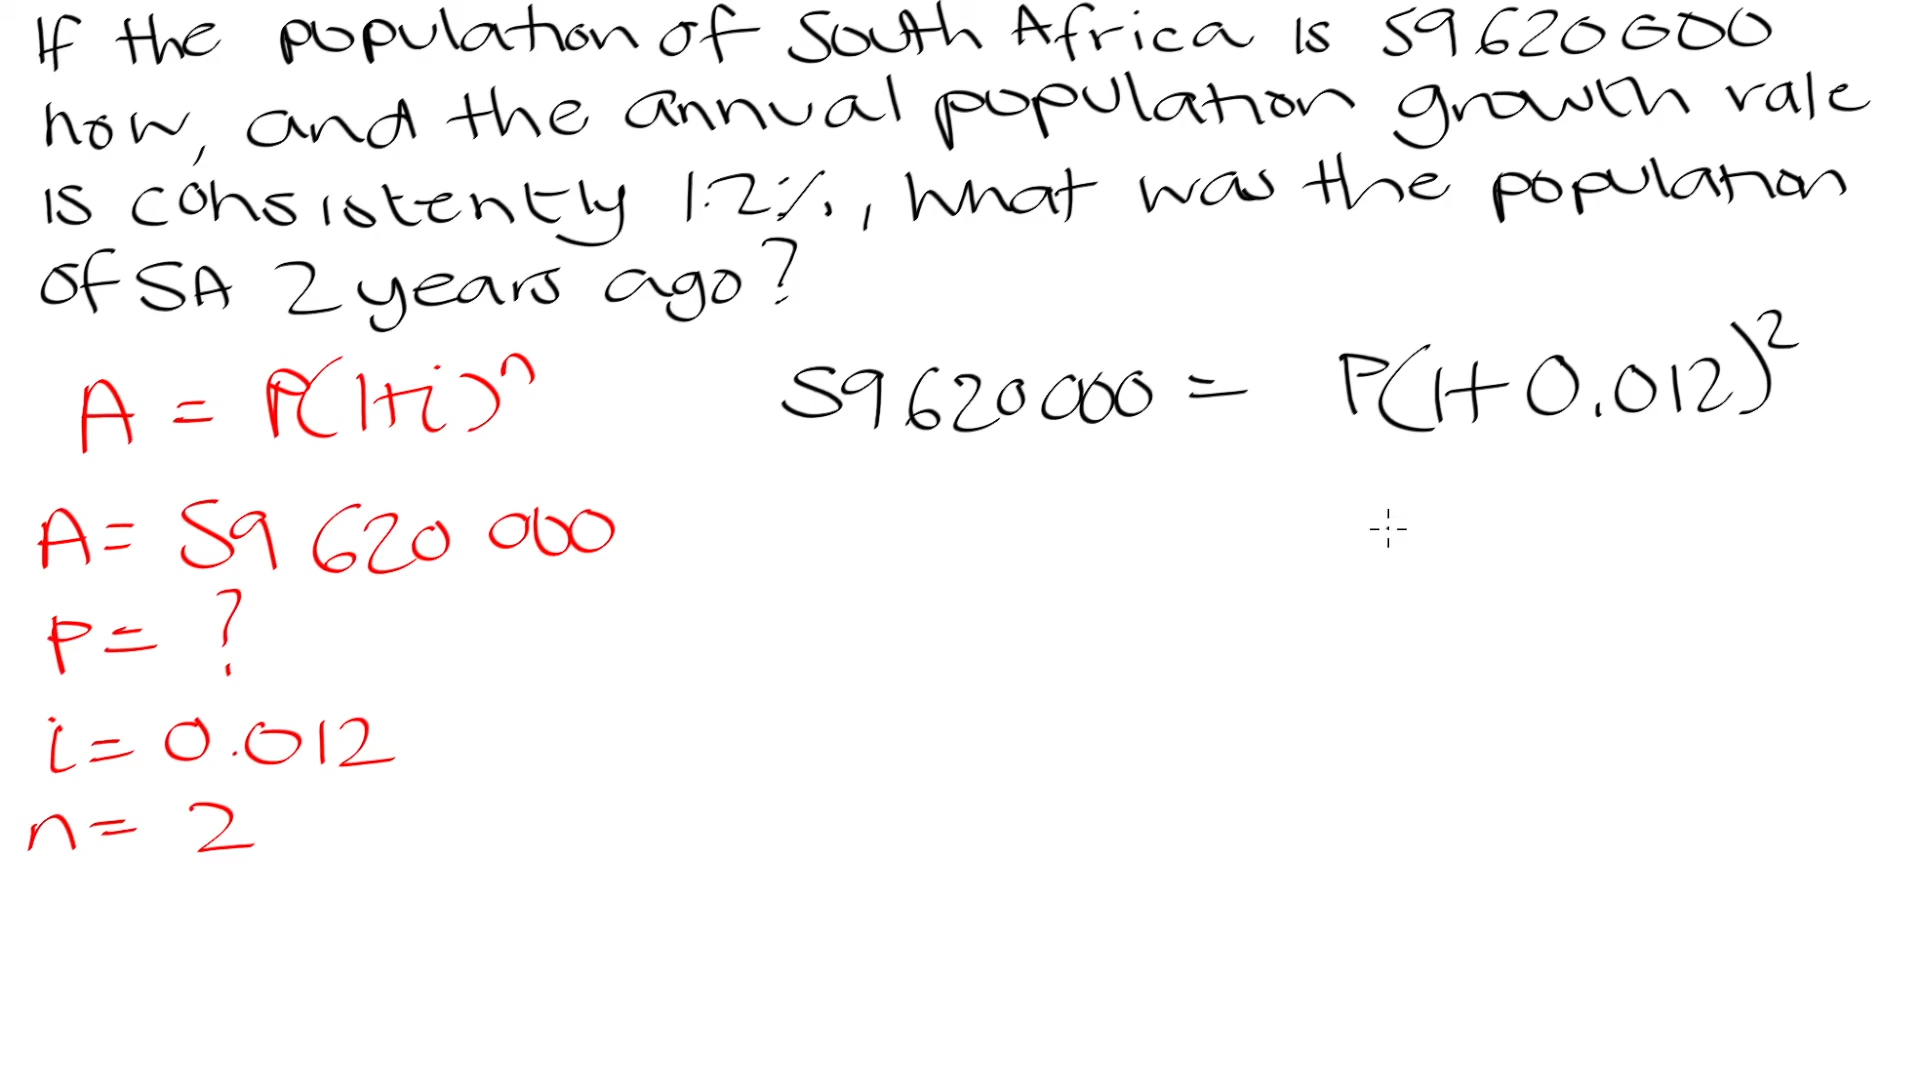 If the population of South Africa is 59 620 000
now, and the annual population growth rate
is consistently 1.2%, what was the population
of SA 2 years ago?
A = P(1+i)^n
59 620 000 = P(1+0.012)^2
A = 59 620 000
P = ?
i = 0.012
n = 2